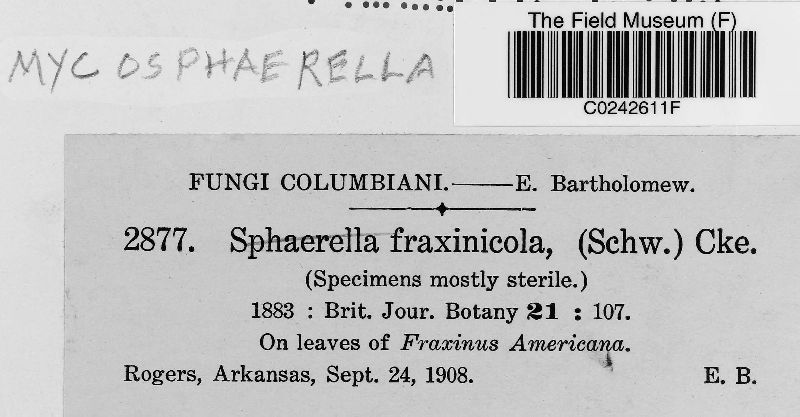 The Field Museum (F)
C0242611F
MYCOSPHAERELLA
FUNGI COLUMBIANI.——E. Bartholomew.
2877. Sphaerella fraxinicola, (Schw.) Cke.
(Specimens mostly sterile.)
1883 : Brit. Jour. Botany 21 : 107.
On leaves of Fraxinus Americana.
Rogers, Arkansas, Sept. 24, 1908. E. B.